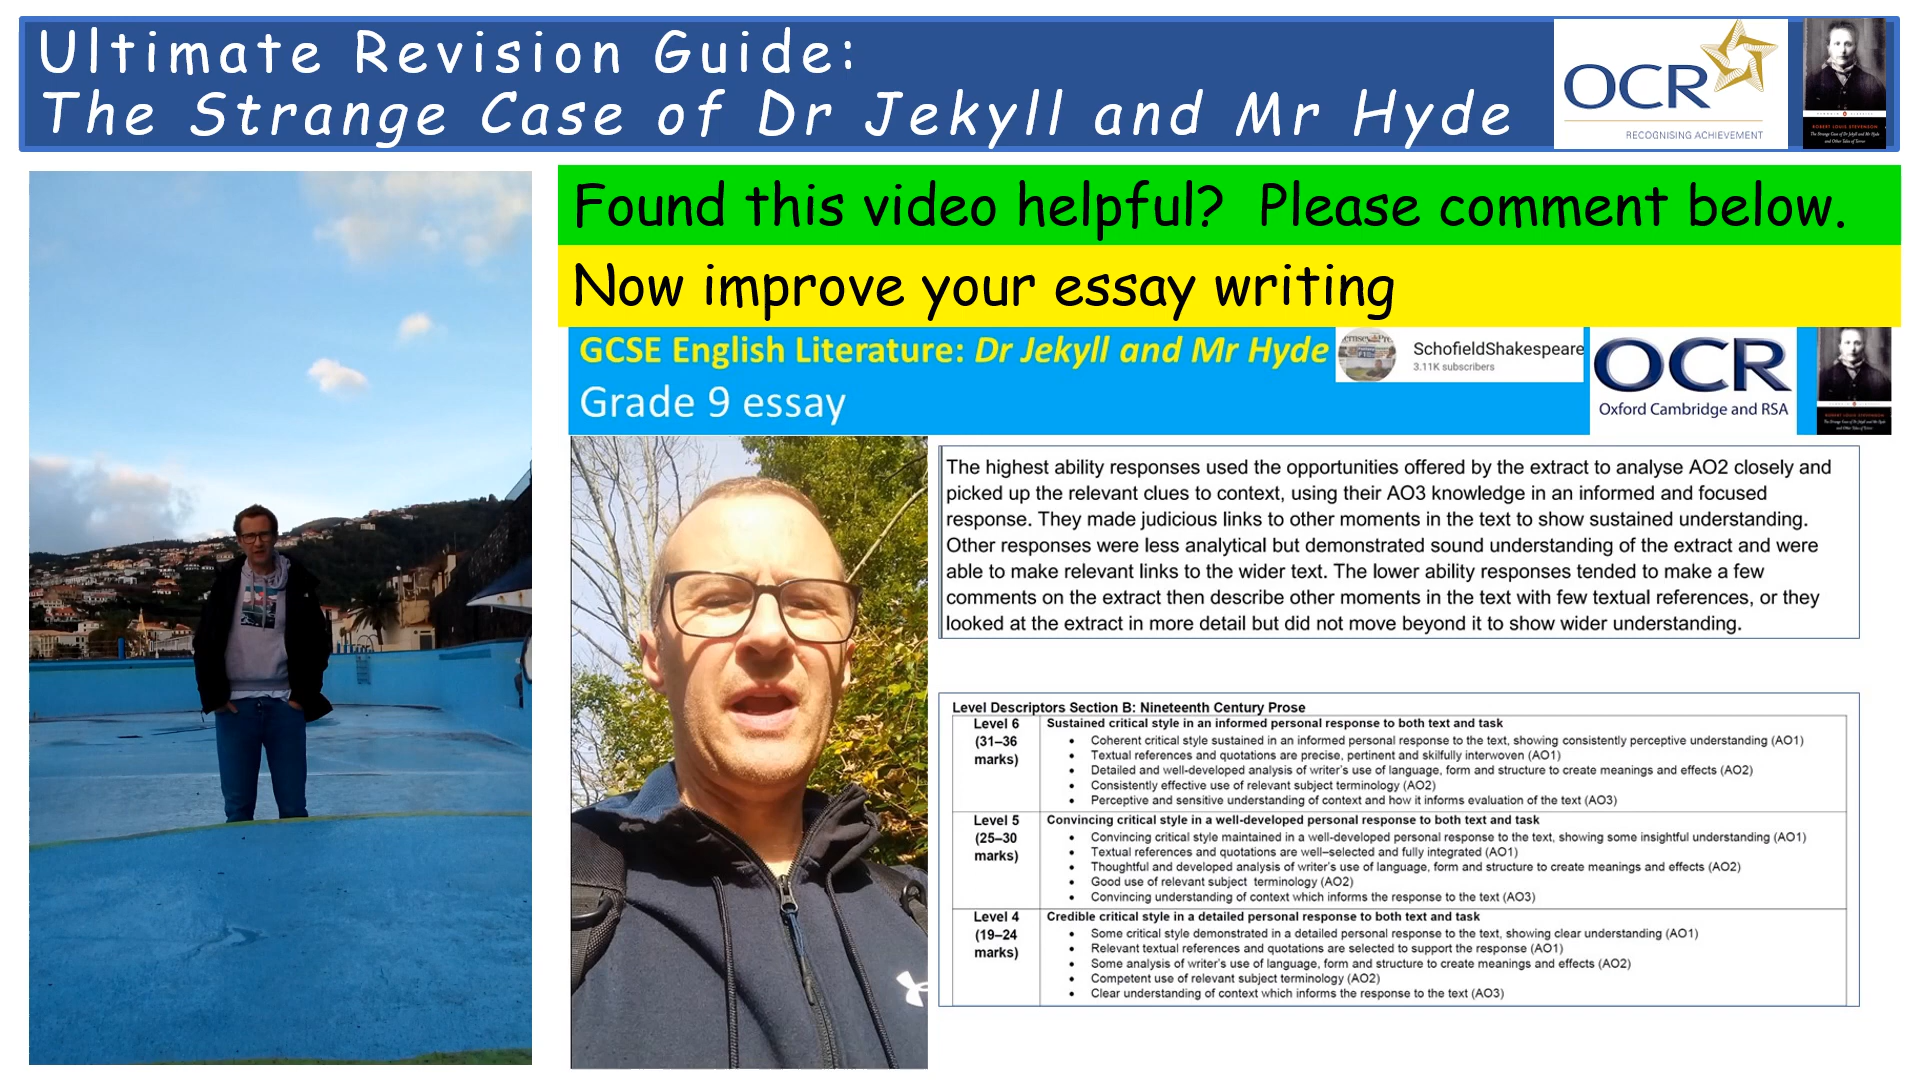 Ultimate Revision Guide:
The Strange Case of Dr Jekyll and Mr Hyde
OCR
RECOGNISING ACHIEVEMENT
ROBERT LOUIS STEVENSON
The Strange Case of Dr Jekyll and Mr Hyde
and Other Tales of Terror
Found this video helpful? Please comment below.
Now improve your essay writing
GCSE English Literature: Dr Jekyll and Mr Hyde
Grade 9 essay
SchofieldShakespeare
3.11K subscribers
OCR
Oxford Cambridge and RSA
The highest ability responses used the opportunities offered by the extract to analyse AO2 closely and
picked up the relevant clues to context, using their AO3 knowledge in an informed and focused
response. They made judicious links to other moments in the text to show sustained understanding.
Other responses were less analytical but demonstrated sound understanding of the extract and were
able to make relevant links to the wider text. The lower ability responses tended to make a few
comments on the extract then describe other moments in the text with few textual references, or they
looked at the extract in more detail but did not move beyond it to show wider understanding.
Level Descriptors Section B: Nineteenth Century Prose
Level 6
(31–36
marks)
Sustained critical style in an informed personal response to both text and task
• Coherent critical style sustained in an informed personal response to the text, showing consistently perceptive understanding (AO1)
• Textual references and quotations are precise, pertinent and skilfully interwoven (AO1)
• Detailed and well-developed analysis of writer's use of language, form and structure to create meanings and effects (AO2)
• Consistently effective use of relevant subject terminology (AO2)
• Perceptive and sensitive understanding of context and how it informs evaluation of the text (AO3)
Level 5
(25–30
marks)
Convincing critical style in a well-developed personal response to both text and task
• Convincing critical style maintained in a well-developed personal response to the text, showing some insightful understanding (AO1)
• Textual references and quotations are well–selected and fully integrated (AO1)
• Thoughtful and developed analysis of writer's use of language, form and structure to create meanings and effects (AO2)
• Good use of relevant subject terminology (AO2)
• Convincing understanding of context which informs the response to the text (AO3)
Level 4
(19–24
marks)
Credible critical style in a detailed personal response to both text and task
• Some critical style demonstrated in a detailed personal response to the text, showing clear understanding (AO1)
• Relevant textual references and quotations are selected to support the response (AO1)
• Some analysis of writer's use of language, form and structure to create meanings and effects (AO2)
• Competent use of relevant subject terminology (AO2)
• Clear understanding of context which informs the response to the text (AO3)